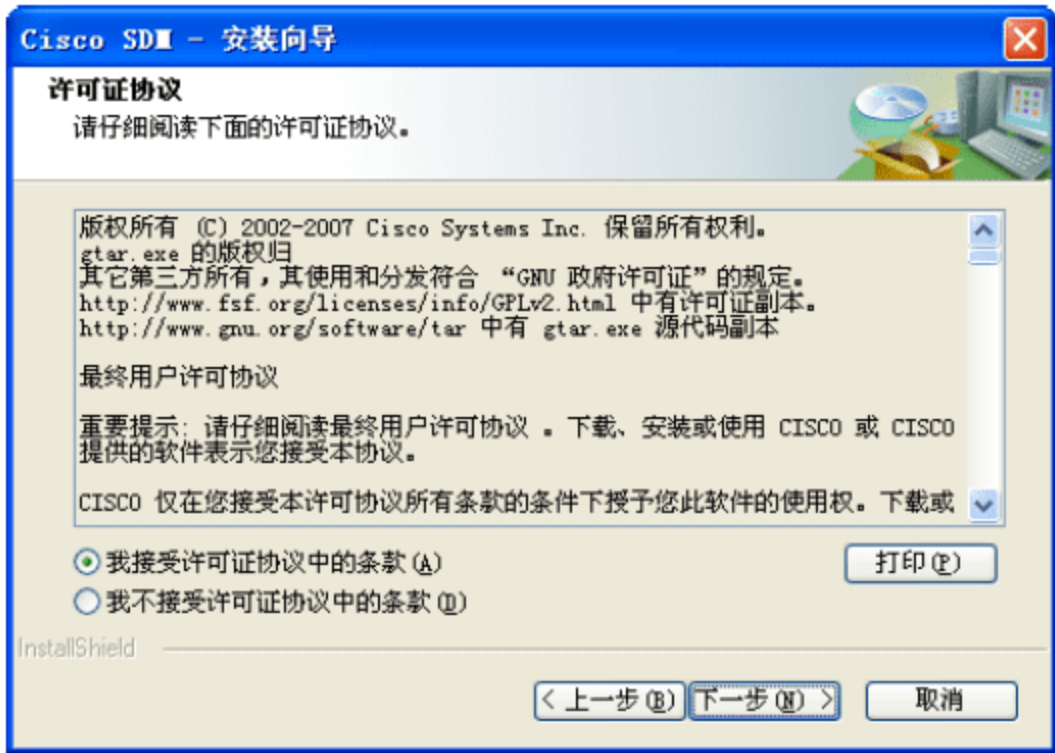 Cisco SDM - 安装向导
许可证协议
请仔细阅读下面的许可证协议。
版权所有 (C) 2002-2007 Cisco Systems Inc. 保留所有权利。
gtar.exe 的版权归
其它第三方所有,其使用和分发符合 “GNU 政府许可证”的规定。
http://www.fsf.org/licenses/info/GPLv2.html 中有许可证副本。
http://www.gnu.org/software/tar 中有 gtar.exe 源代码副本
最终用户许可协议
重要提示: 请仔细阅读最终用户许可协议 。下载、安装或使用 CISCO 或 CISCO
提供的软件表示您接受本协议。
CISCO 仅在您接受本许可协议所有条款的条件下授予您此软件的使用权。下载或
我接受许可证协议中的条款(A)
打印(P)
我不接受许可证协议中的条款(D)
InstallShield
< 上一步(B) 下一步(N) > 取消